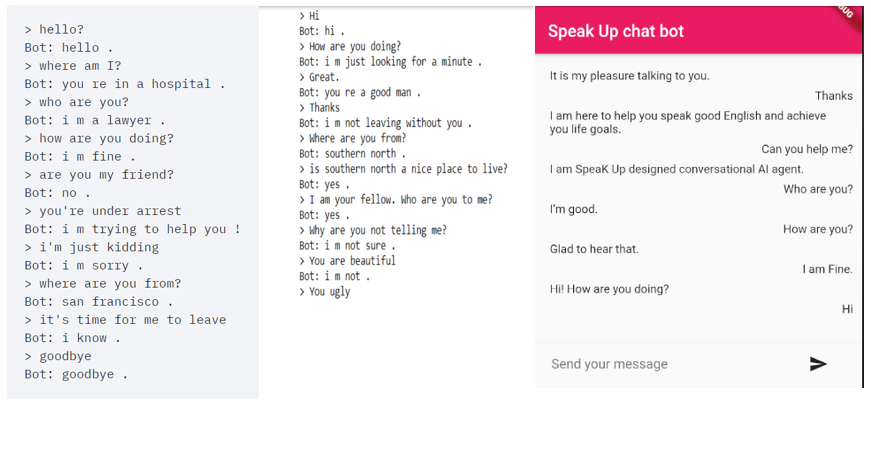 > hello?
Bot: hello .
> where am I?
Bot: you re in a hospital .
> who are you?
Bot: i m a lawyer .
> how are you doing?
Bot: i m fine .
> are you my friend?
Bot: no .
> you're under arrest
Bot: i m trying to help you !
> i'm just kidding
Bot: i m sorry .
> where are you from?
Bot: san francisco .
> it's time for me to leave
Bot: i know .
> goodbye
Bot: goodbye .
> Hi
Bot: hi .
> How are you doing?
Bot: i m just looking for a minute .
> Great.
Bot: you re a good man .
> Thanks
Bot: i m not leaving without you .
> Where are you from?
Bot: southern north .
> is southern north a nice place to live?
Bot: yes .
> I am your fellow. Who are you to me?
Bot: yes .
> Why are you not telling me?
Bot: i m not sure .
> You are beautiful
Bot: i m not .
> You ugly
Speak Up chat bot
It is my pleasure talking to you.
Thanks
I am here to help you speak good English and achieve
you life goals.
Can you help me?
I am SpeaK Up designed conversational AI agent.
Who are you?
I'm good.
How are you?
Glad to hear that.
I am Fine.
Hi! How are you doing?
Hi
Send your message